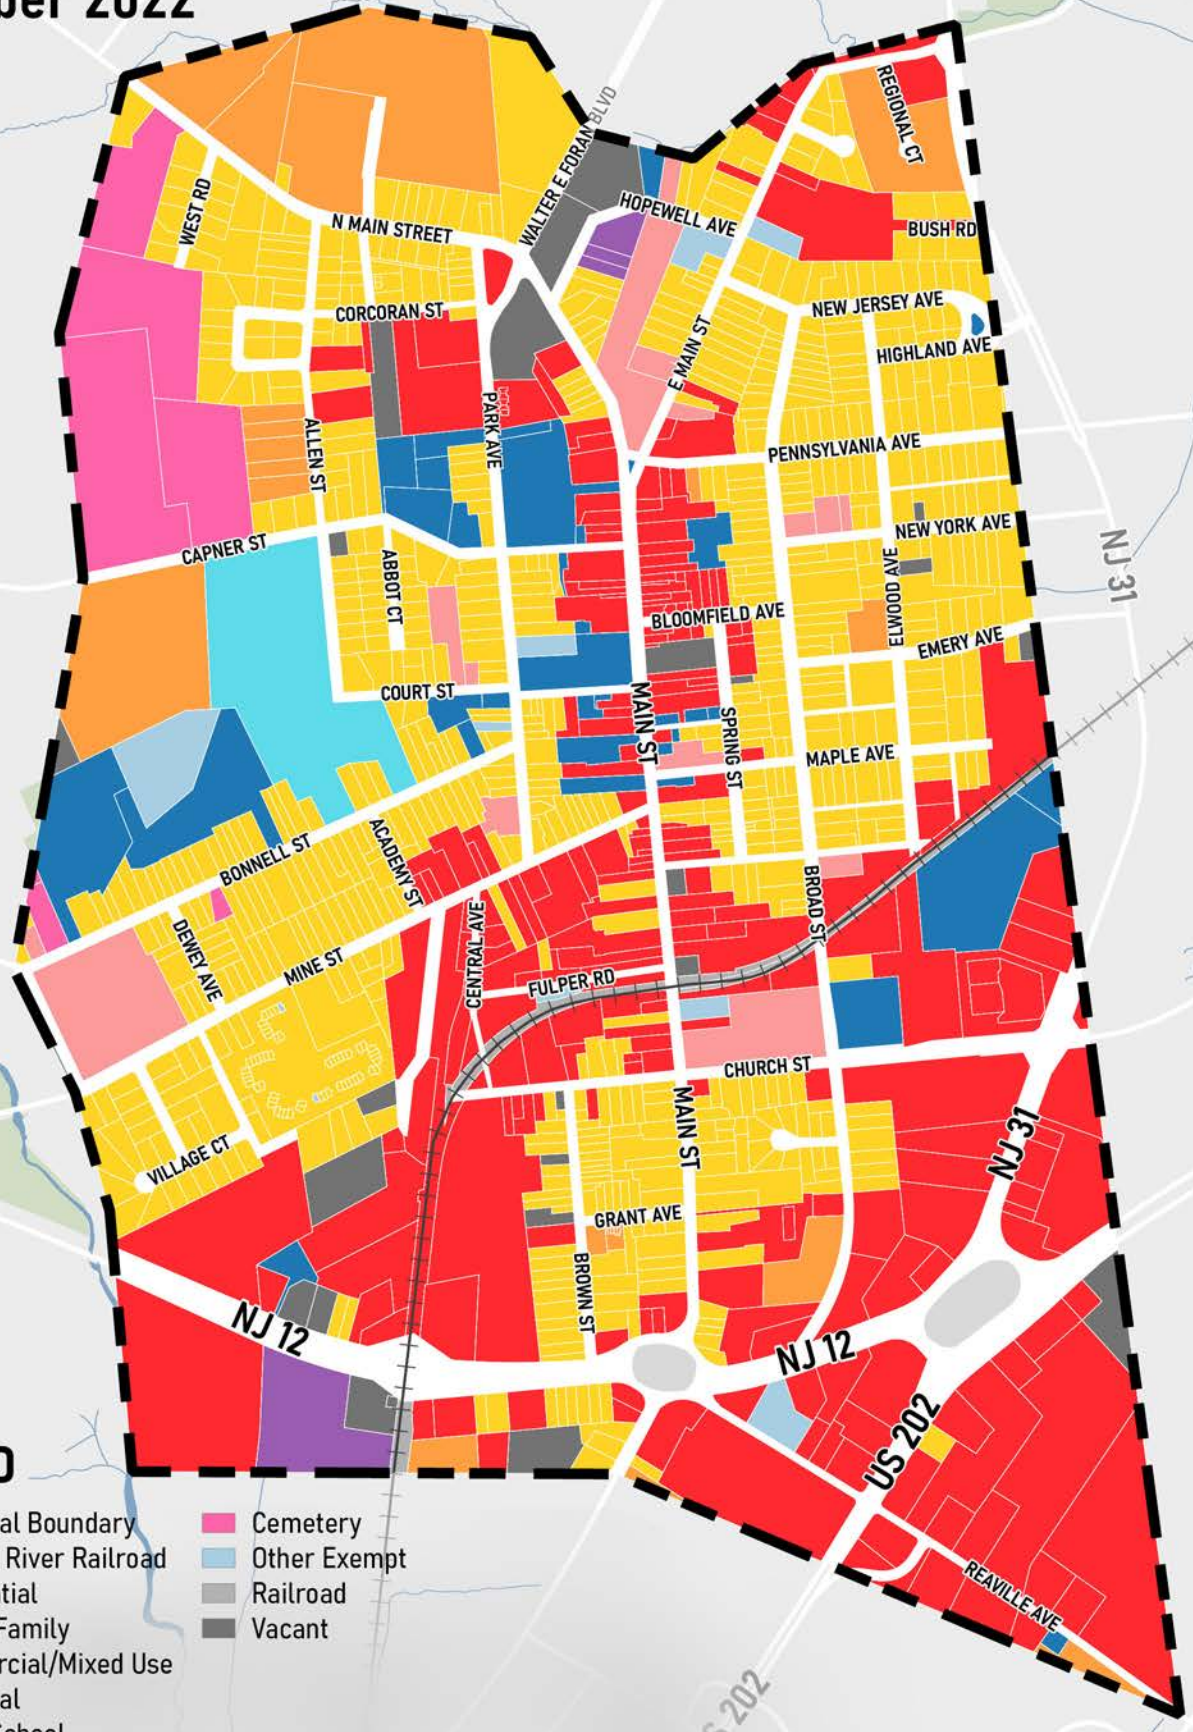 2022
REGIONAL CT
WALTER E FORAN BLVD
WEST RD
HOPEWELL AVE
N MAIN STREET
BUSH RD
NEW JERSEY AVE
CORCORAN ST
E MAIN ST
HIGHLAND AVE
PARK AVE
ALLEN ST
PENNSYLVANIA AVE
NEW YORK AVE
CAPNER ST
NJ 31
ABBOT CT
ELWOOD AVE
BLOOMFIELD AVE
EMERY AVE
COURT ST
MAIN ST
SPRING ST
MAPLE AVE
BONNELL ST
ACADEMY ST
BROAD ST
DEWEY AVE
CENTRAL AVE
MINE ST
FULPER RD
CHURCH ST
MAIN ST
NJ 31
VILLAGE CT
GRANT AVE
BROWN ST
NJ 12
NJ 12
US 202
REAVILLE AVE
202
al Boundary
River Railroad
tial
Family
rcial/Mixed Use
al
Cemetery
Other Exempt
Railroad
Vacant